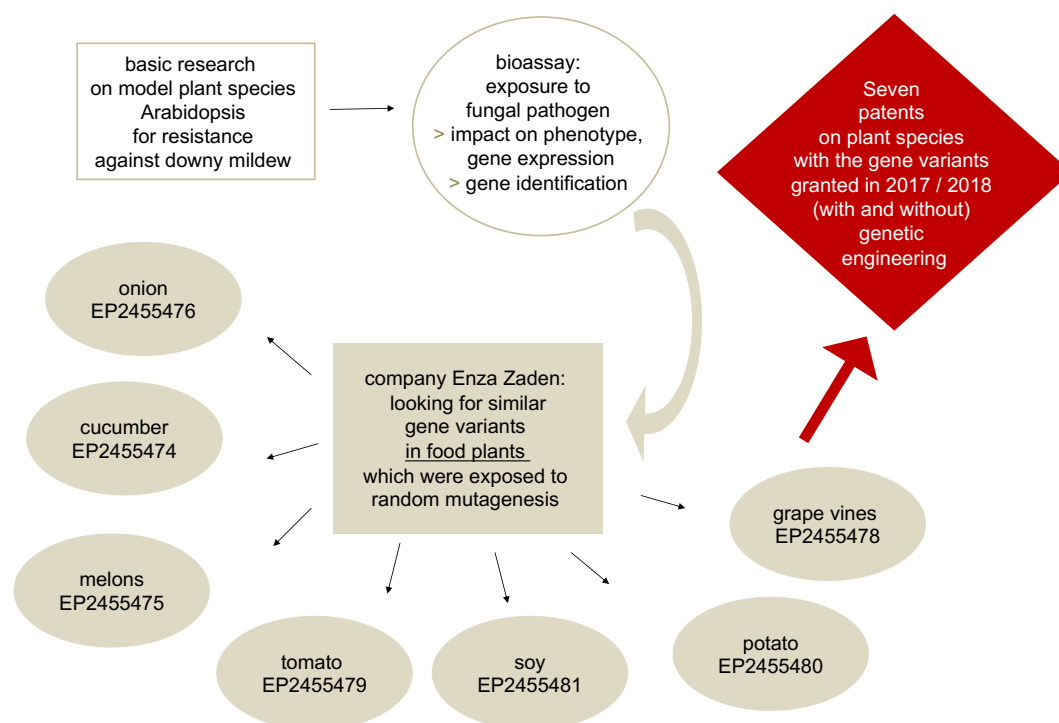 basic research
on model plant species
Arabidopsis
for resistance
against downy mildew
bioassay:
exposure to
fungal pathogen
> impact on phenotype,
gene expression
> gene identification
Seven
patents
on plant species
with the gene variants
granted in 2017 / 2018
(with and without)
genetic
engineering
onion
EP2455476
cucumber
EP2455474
melons
EP2455475
company Enza Zaden:
looking for similar
gene variants
in food plants
which were exposed to
random mutagenesis
grape vines
EP2455478
tomato
EP2455479
soy
EP2455481
potato
EP2455480